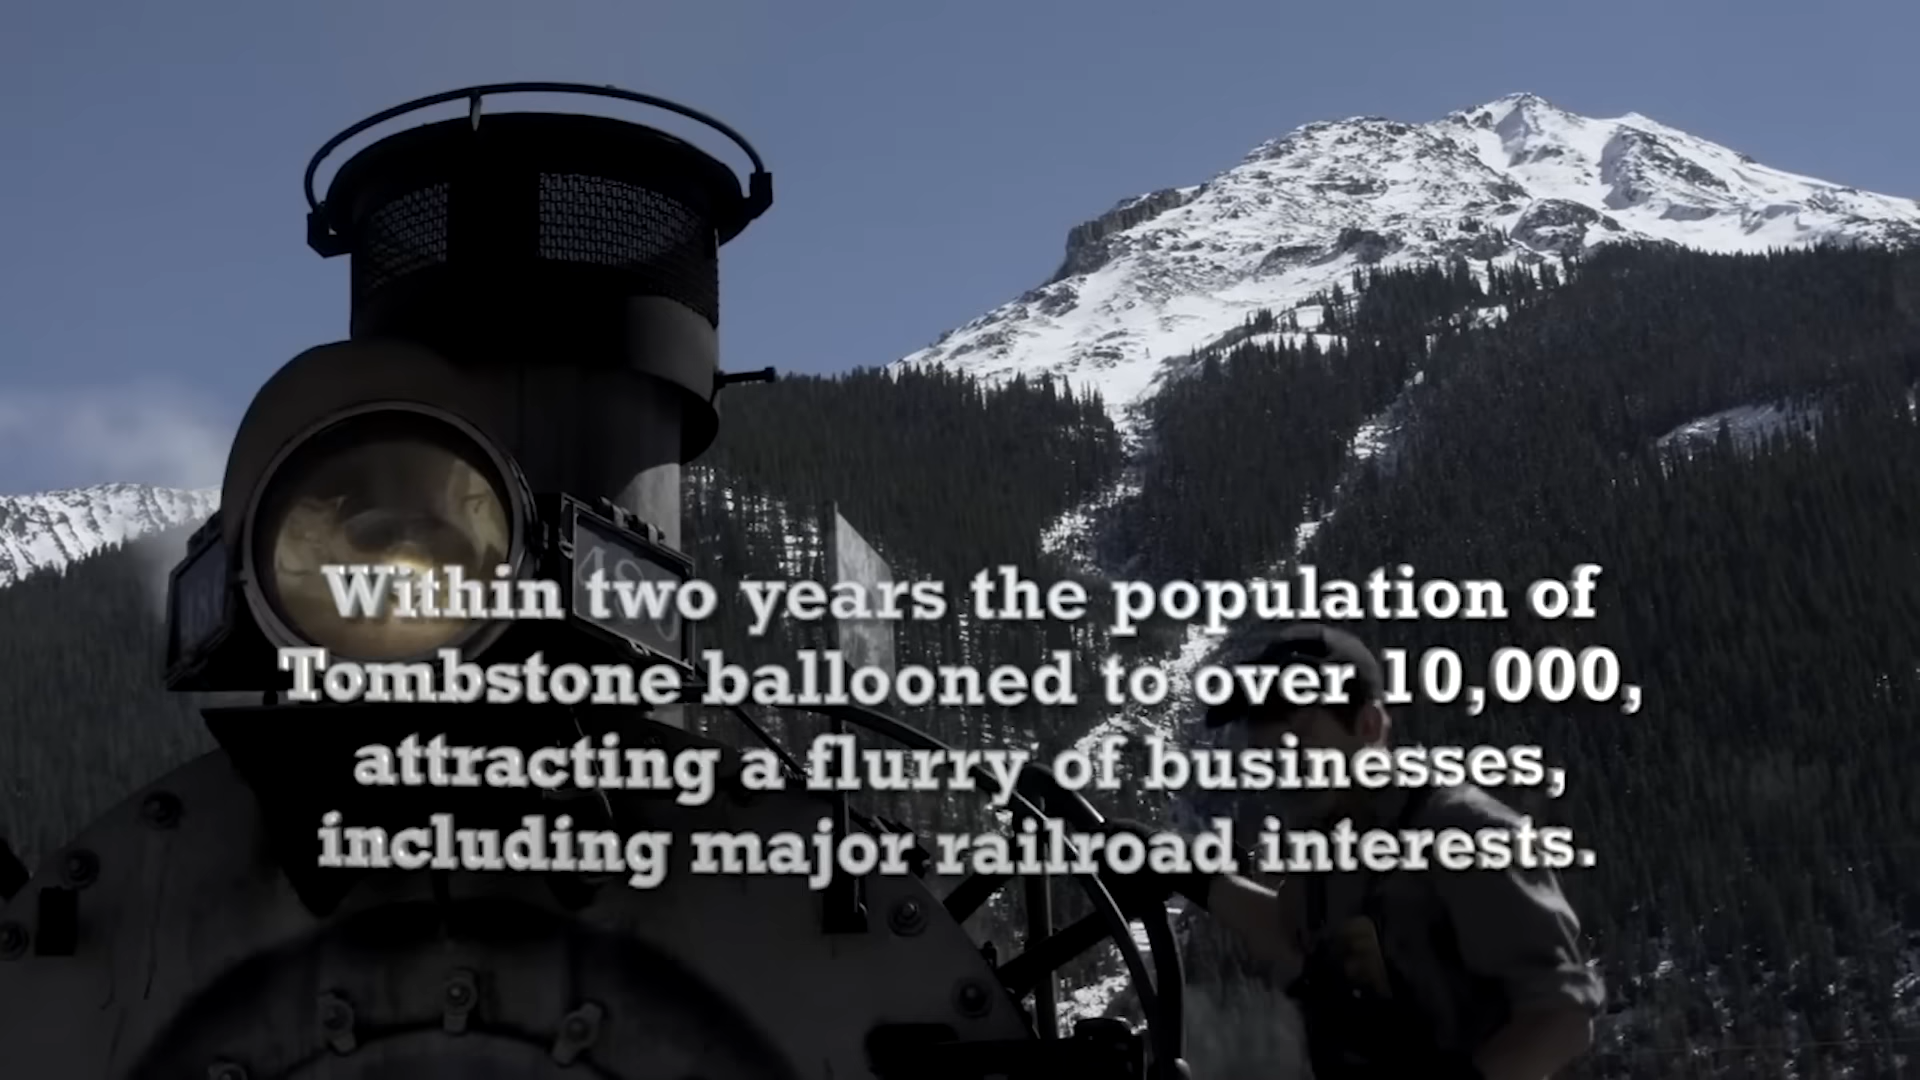 Within two years the population of
Tombstone ballooned to over 10,000,
attracting a flurry of businesses,
including major railroad interests.